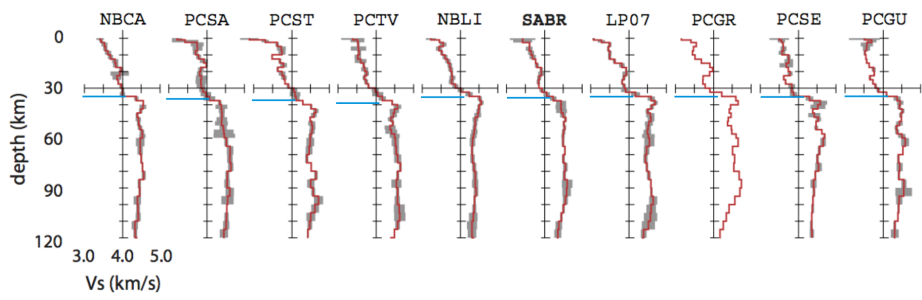 NBCA PCSA PCST PCTV NBLI SABR LP07 PCGR PCSE PCGU
0
30
60
90
120
depth (km)
3.0 4.0 5.0
Vs (km/s)